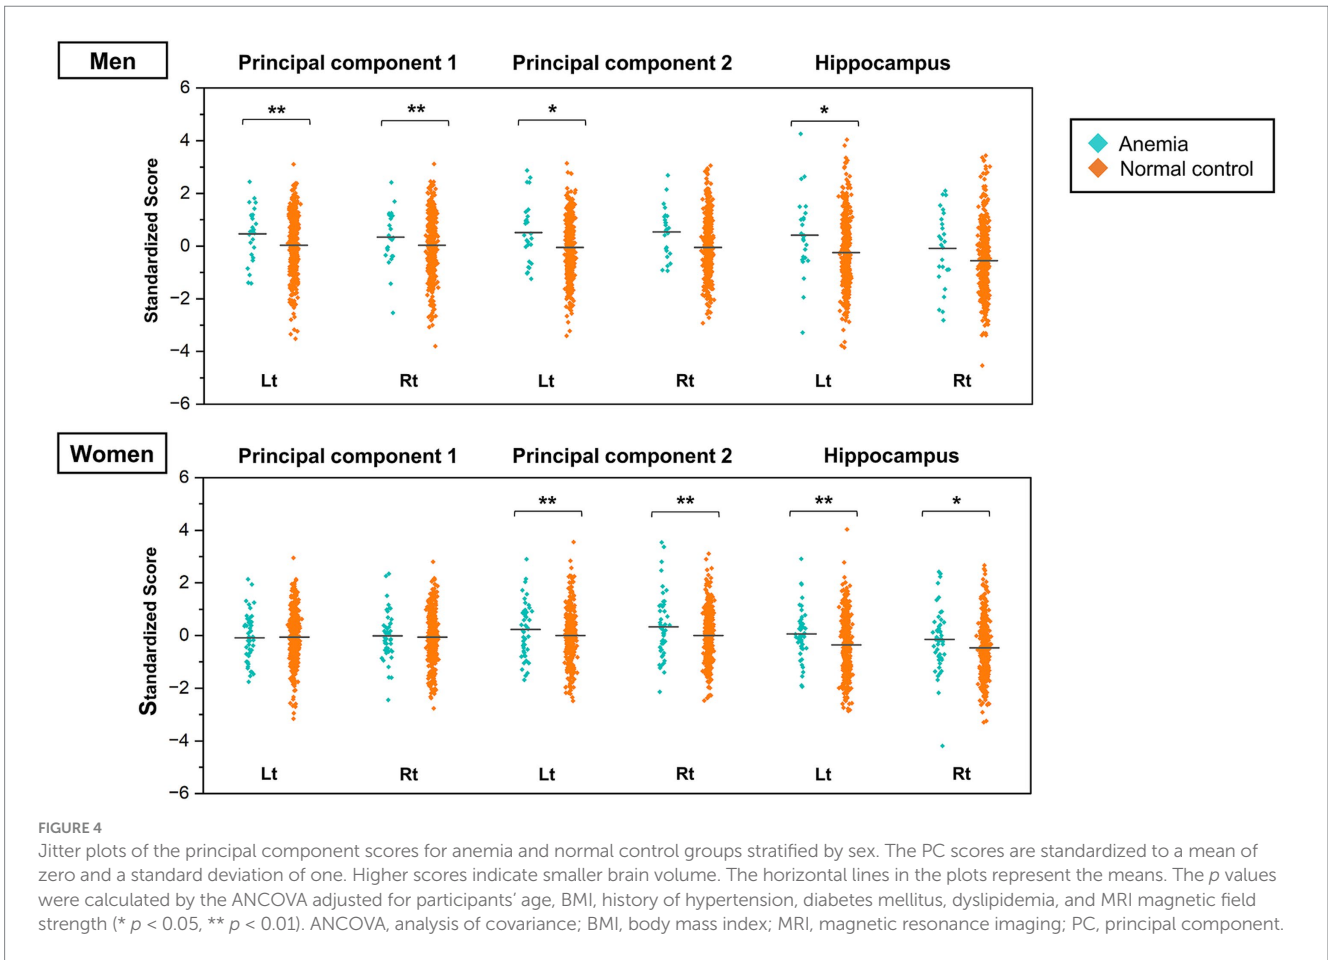 Men
Principal component 1 Principal component 2 Hippocampus
6
** ** * *
4
2
0
−2
−4
−6
Standardized Score
Lt Rt Lt Rt Lt Rt
Anemia
Normal control
Women
Principal component 1 Principal component 2 Hippocampus
6
** ** ** *
4
2
0
−2
−4
−6
Standardized Score
Lt Rt Lt Rt Lt Rt
FIGURE 4
Jitter plots of the principal component scores for anemia and normal control groups stratified by sex. The PC scores are standardized to a mean of
zero and a standard deviation of one. Higher scores indicate smaller brain volume. The horizontal lines in the plots represent the means. The p values
were calculated by the ANCOVA adjusted for participants’ age, BMI, history of hypertension, diabetes mellitus, dyslipidemia, and MRI magnetic field
strength (* p < 0.05, ** p < 0.01). ANCOVA, analysis of covariance; BMI, body mass index; MRI, magnetic resonance imaging; PC, principal component.